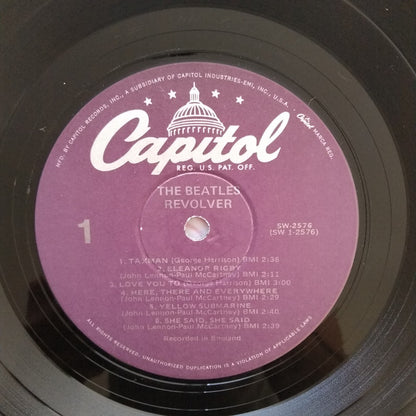 MFD. BY CAPITOL RECORDS, INC., A SUBSIDIARY OF CAPITOL INDUSTRIES-EMI, INC., U.S.A.
Capitol MARCA REG.
Capitol
REG. U.S. PAT. OFF.
THE BEATLES
REVOLVER
1
SW-2576
(SW 1-2576)
1. TAXMAN (George Harrison) BMI 2:36
2. ELEANOR RIGBY
(John Lennon-Paul McCartney) BMI 2:11
3. LOVE YOU TO (George Harrison) BMI 3:00
4. HERE, THERE AND EVERYWHERE
(John Lennon-Paul McCartney) BMI 2:29
5. YELLOW SUBMARINE
(John Lennon-Paul McCartney) BMI 2:40
6. SHE SAID, SHE SAID
(John Lennon-Paul McCartney) BMI 2:39
Recorded in England
ALL RIGHTS RESERVED. UNAUTHORIZED DUPLICATION IS A VIOLATION OF APPLICABLE LAWS